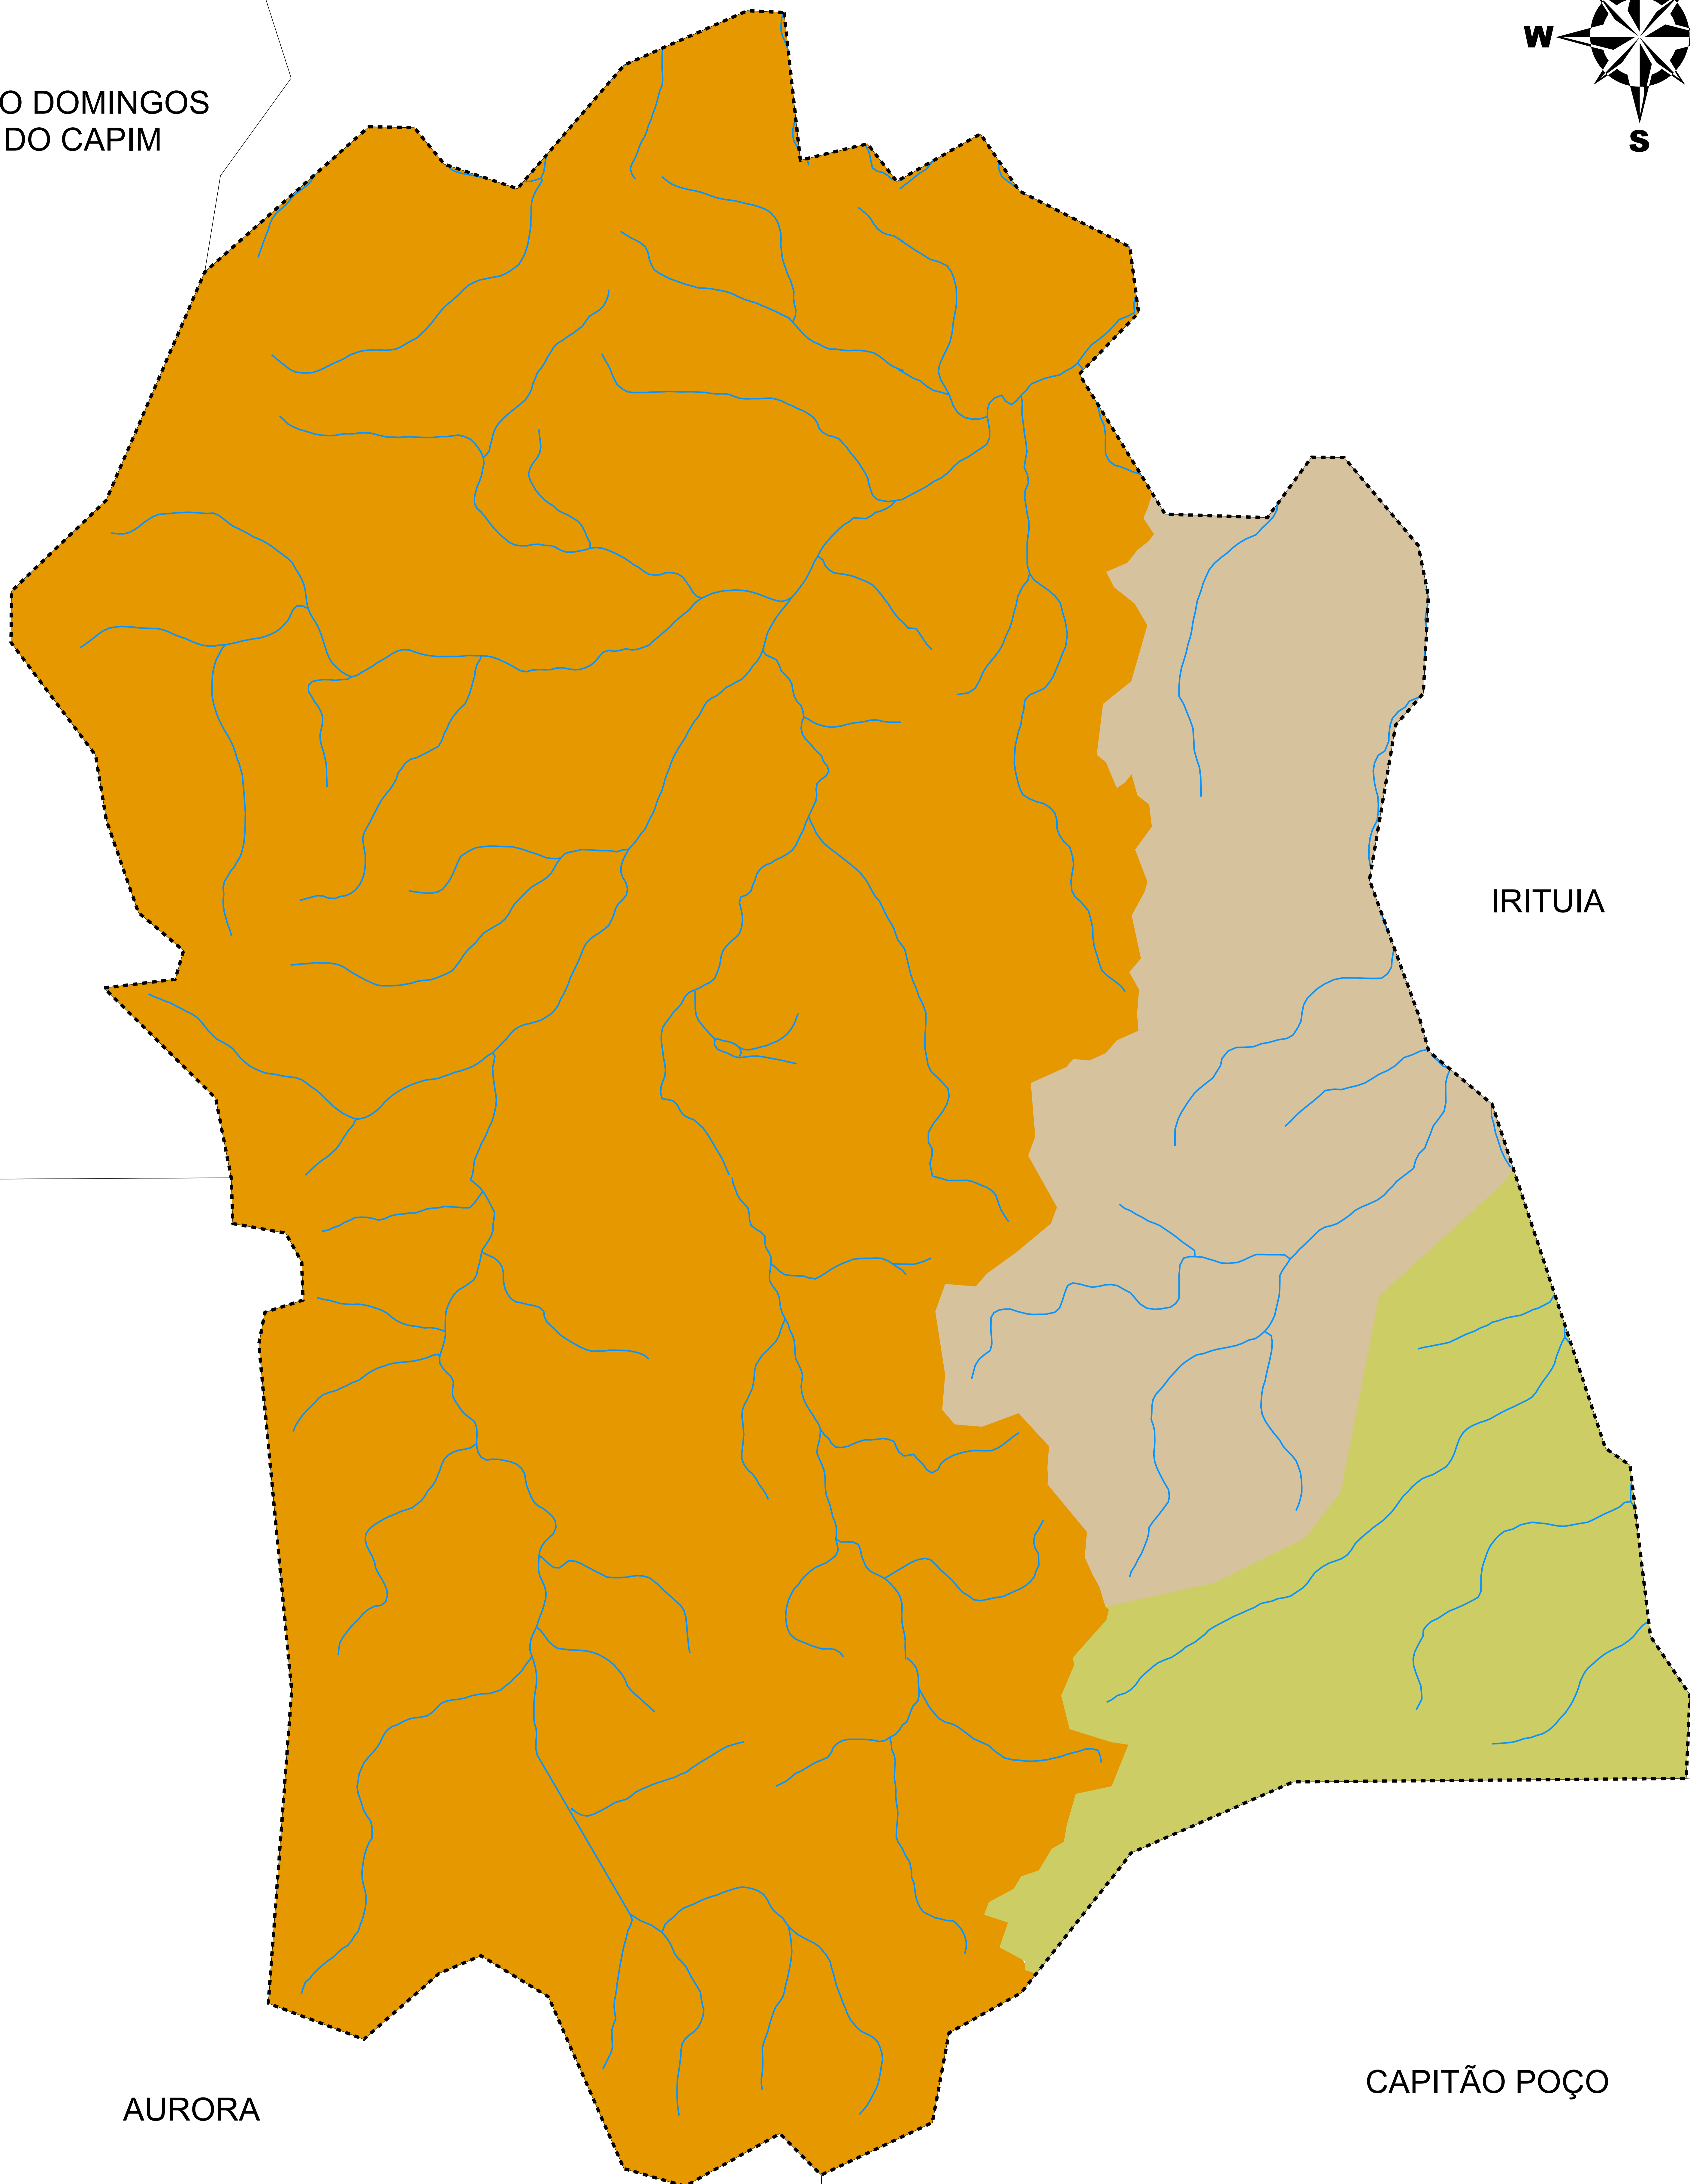 W
S
O DOMINGOS
DO CAPIM
IRITUIA
CAPITÃO POÇO
AURORA